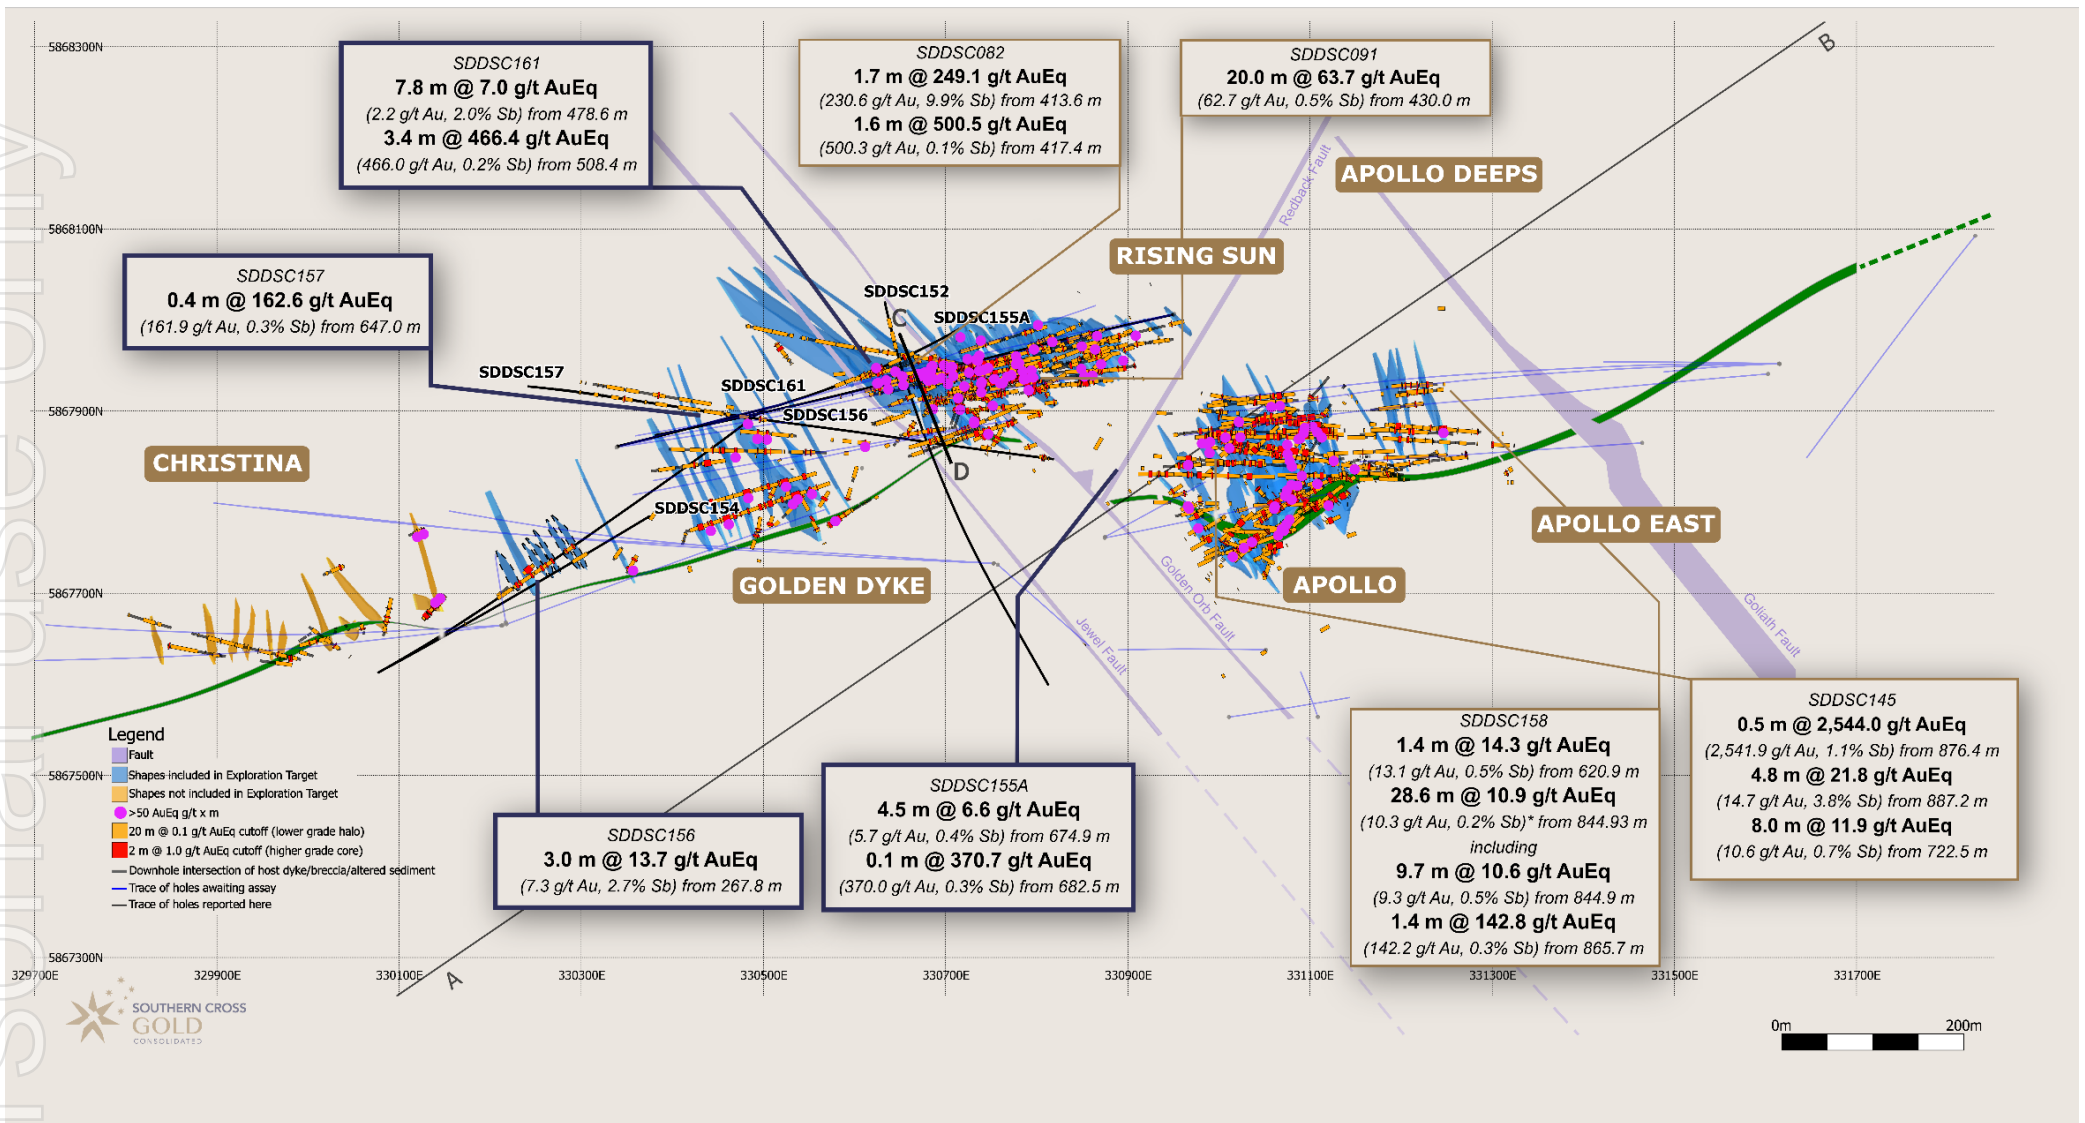 5868300N
5868100N
5867900N
5867700N
5867500N
5867300N
SDDSC161
7.8 m @ 7.0 g/t AuEq
(2.2 g/t Au, 2.0% Sb) from 478.6 m
3.4 m @ 466.4 g/t AuEq
(466.0 g/t Au, 0.2% Sb) from 508.4 m
SDDSC082
1.7 m @ 249.1 g/t AuEq
(230.6 g/t Au, 9.9% Sb) from 413.6 m
1.6 m @ 500.5 g/t AuEq
(500.3 g/t Au, 0.1% Sb) from 417.4 m
SDDSC091
20.0 m @ 63.7 g/t AuEq
(62.7 g/t Au, 0.5% Sb) from 430.0 m
B
Redback Fault
APOLLO DEEPS
RISING SUN
SDDSC157
0.4 m @ 162.6 g/t AuEq
(161.9 g/t Au, 0.3% Sb) from 647.0 m
SDDSC152
C
SDDSC155A
SDDSC157
SDDSC161
SDDSC156
D
CHRISTINA
SDDSC154
GOLDEN DYKE
APOLLO
APOLLO EAST
Golden Orb Fault
Jewel Fault
Goliath Fault
Legend
Fault
Shapes included in Exploration Target
Shapes not included in Exploration Target
>50 AuEq g/t x m
20 m @ 0.1 g/t AuEq cutoff (lower grade halo)
2 m @ 1.0 g/t AuEq cutoff (higher grade core)
Downhole intersection of host dyke/breccia/altered sediment
Trace of holes awaiting assay
Trace of holes reported here
SDDSC156
3.0 m @ 13.7 g/t AuEq
(7.3 g/t Au, 2.7% Sb) from 267.8 m
SDDSC155A
4.5 m @ 6.6 g/t AuEq
(5.7 g/t Au, 0.4% Sb) from 674.9 m
0.1 m @ 370.7 g/t AuEq
(370.0 g/t Au, 0.3% Sb) from 682.5 m
SDDSC158
1.4 m @ 14.3 g/t AuEq
(13.1 g/t Au, 0.5% Sb) from 620.9 m
28.6 m @ 10.9 g/t AuEq
(10.3 g/t Au, 0.2% Sb)* from 844.93 m
including
9.7 m @ 10.6 g/t AuEq
(9.3 g/t Au, 0.5% Sb) from 844.9 m
1.4 m @ 142.8 g/t AuEq
(142.2 g/t Au, 0.3% Sb) from 865.7 m
SDDSC145
0.5 m @ 2,544.0 g/t AuEq
(2,541.9 g/t Au, 1.1% Sb) from 876.4 m
4.8 m @ 21.8 g/t AuEq
(14.7 g/t Au, 3.8% Sb) from 887.2 m
8.0 m @ 11.9 g/t AuEq
(10.6 g/t Au, 0.7% Sb) from 722.5 m
329700E
329900E
330100E
330300E
330500E
330700E
330900E
331100E
331300E
331500E
331700E
A
SOUTHERN CROSS
GOLD
CONSOLIDATED
0m
200m